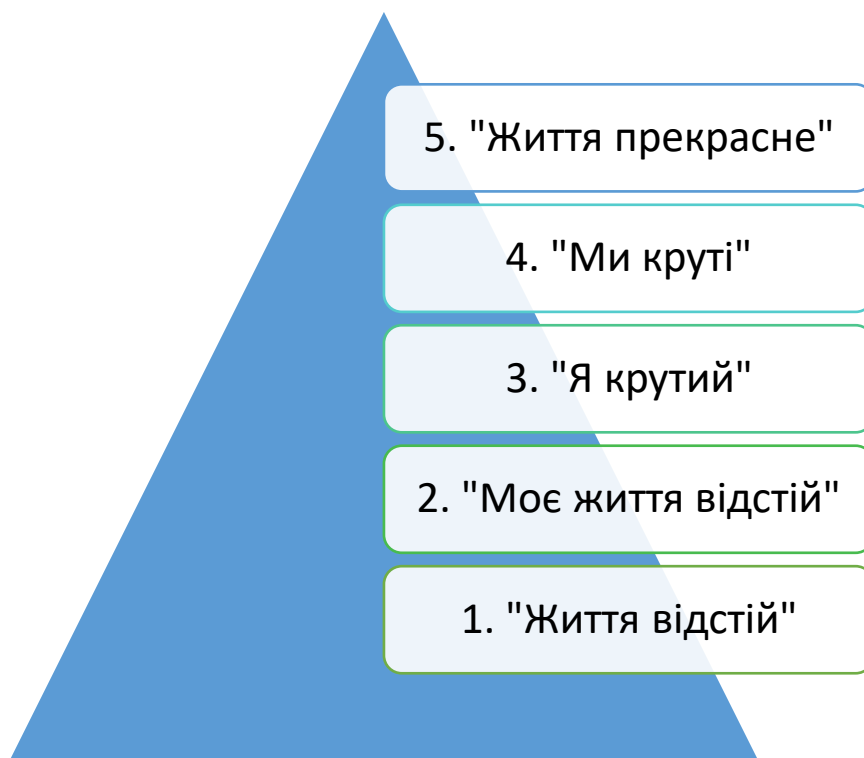 5. "Життя прекрасне"
4. "Ми круті"
3. "Я крутий"
2. "Моє життя відстій"
1. "Життя відстій"